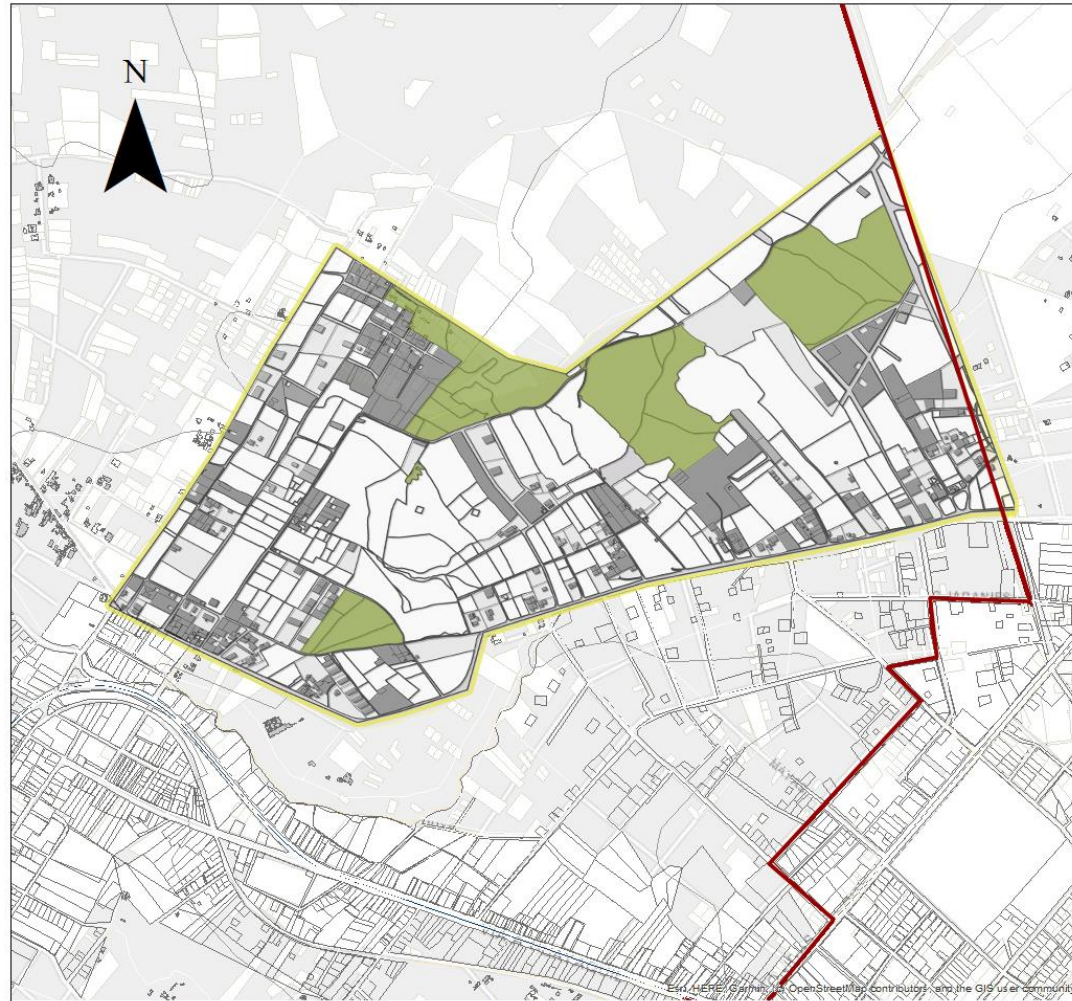 N
Esri, HERE, Garmin, (c) OpenStreetMap contributors, and the GIS user community